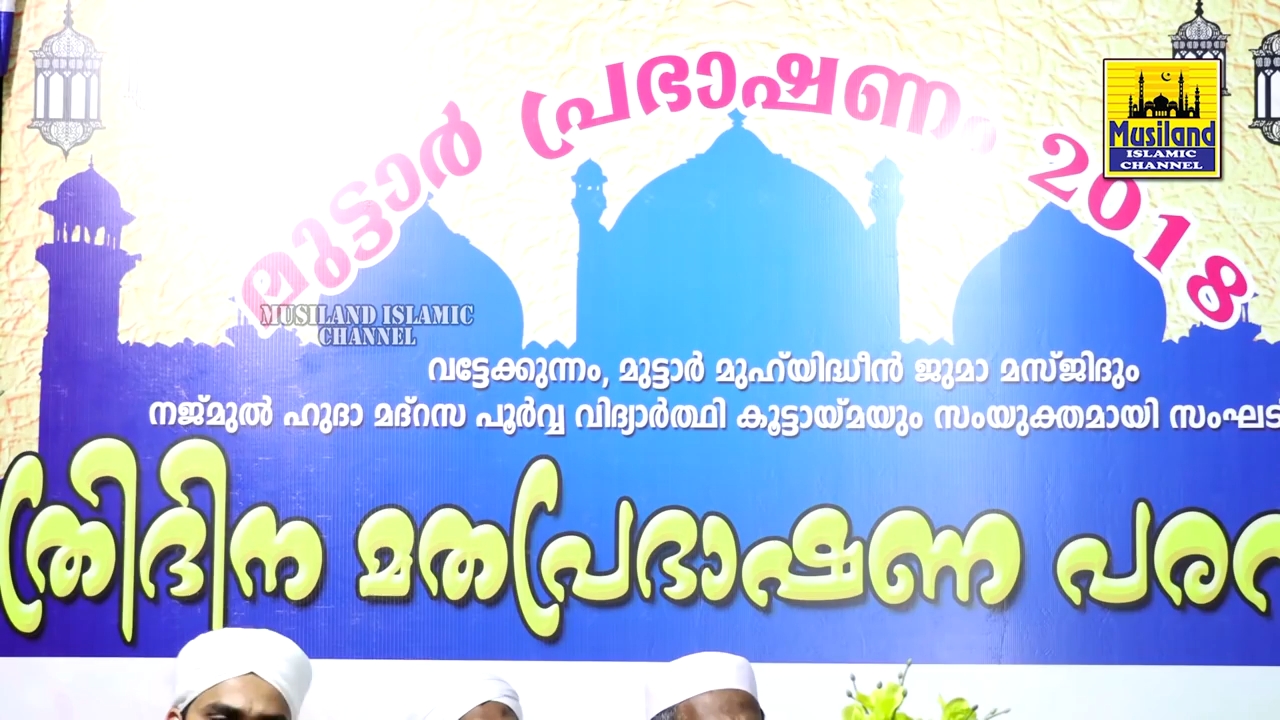 മുട്ടാർ പ്രഭാഷണം 2018
Musiland
ISLAMIC
CHANNEL
MUSILAND ISLAMIC
CHANNEL
വട്ടേക്കുന്നം, മുട്ടാർ മുഹ്‌യിദ്ധീൻ ജുമാ മസ്ജിദും
നജ്മുൽ ഹുദാ മദ്റസ പൂർവ്വ വിദ്യാർത്ഥി കൂട്ടായ്മയും സംയുക്തമായി
ത്രിദിന മതപ്രഭാഷണ